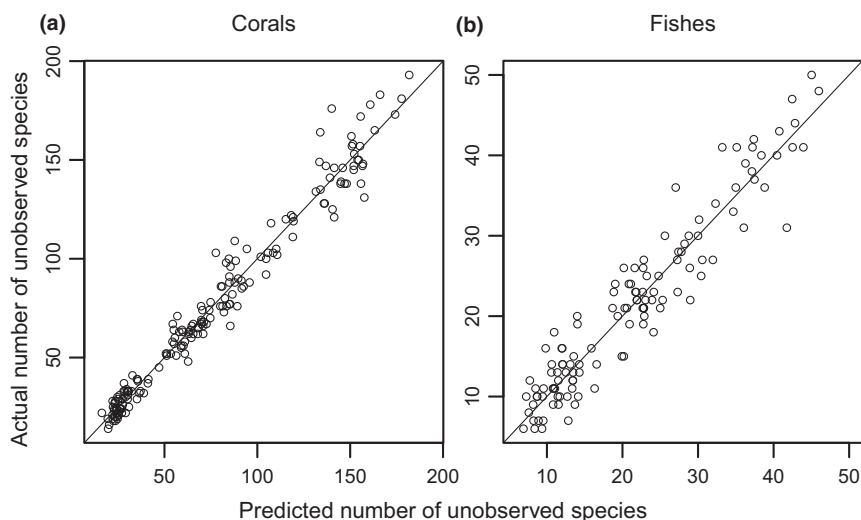 (a) Corals
(b) Fishes
Actual number of unobserved species
200
150
100
50
50 100 150 200
50
40
30
20
10
10 20 30 40 50
Predicted number of unobserved species